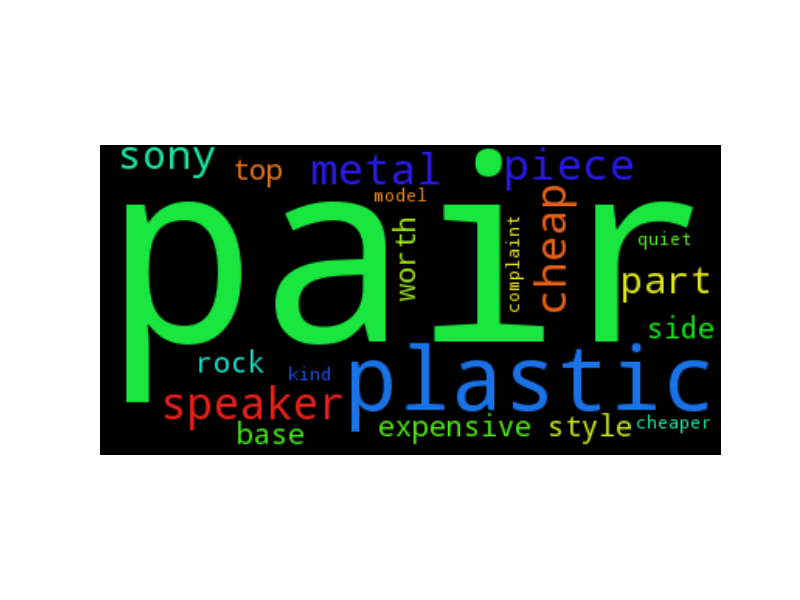 sony
top
metal
piece
model
pair
worth
complaint
cheap
quiet
part
side
rock
kind
plastic
speaker
base
expensive
style
cheaper